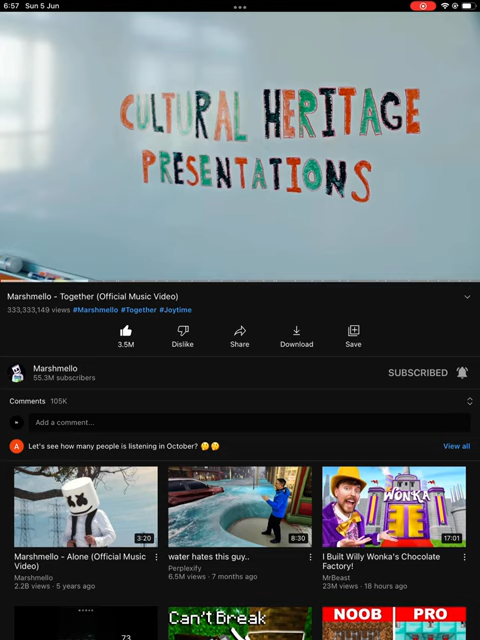 6:57 Sun 5 Jun
CULTURAL HERITAGE
PRESENTATIONS
Marshmello - Together (Official Music Video)
333,333,149 views #Marshmello #Together #Joytime
3.5M Dislike Share Download Save
Marshmello
55.3M subscribers
SUBSCRIBED
Comments 105K
Add a comment...
A Let's see how many people is listening in October? 🤔🤔 View all
3:20
8:30
WONKA
17:01
Marshmello - Alone (Official Music
Video)
Marshmello
2.2B views · 5 years ago
water hates this guy..
Perplexify
6.5M views · 7 months ago
I Built Willy Wonka's Chocolate
Factory!
MrBeast
23M views · 18 hours ago
73
Can't Break
NOOB PRO